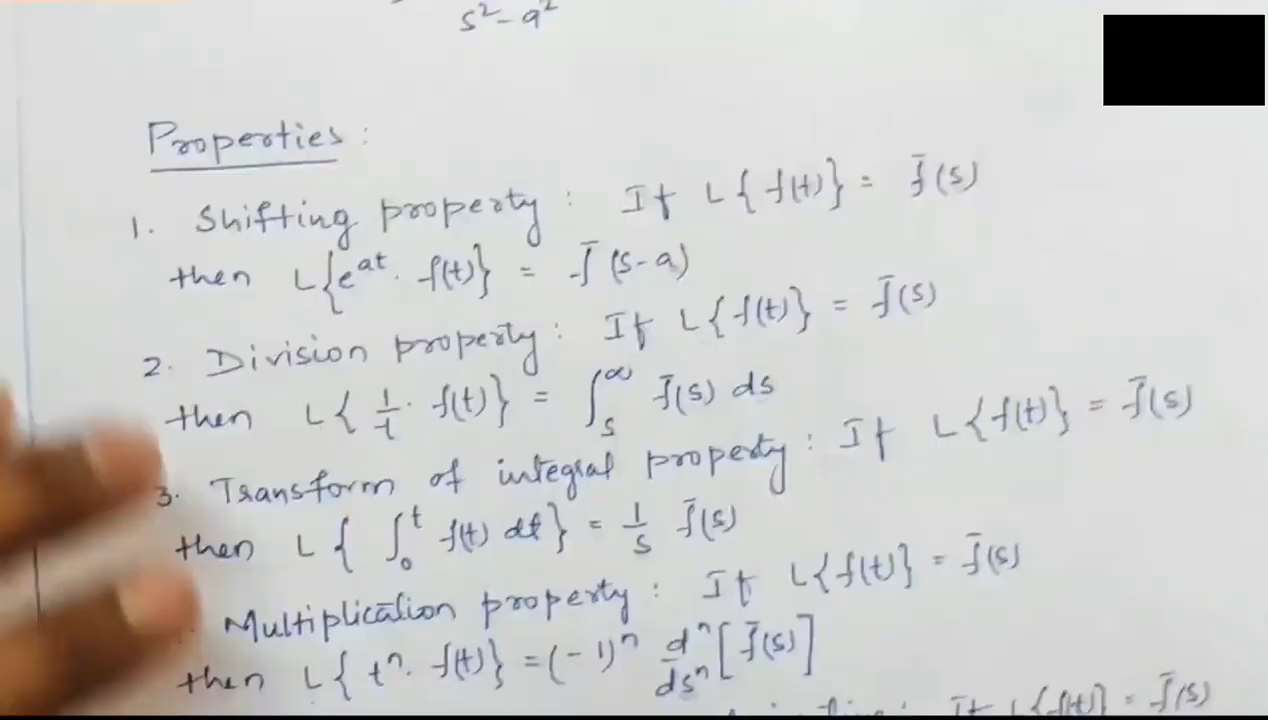 s² - a²
Properties :
1. Shifting property : If L{f(t)} = f̄(s)
then L{e^at · f(t)} = f̄(s-a)
2. Division property : If L{f(t)} = f̄(s)
then L{1/t · f(t)} = ∫_s^∞ f̄(s) ds
3. Transform of integral property : If L{f(t)} = f̄(s)
then L{∫_0^t f(t) dt} = 1/s f̄(s)
Multiplication property : If L{f(t)} = f̄(s)
then L{t^n · f(t)} = (-1)^n d^n/ds^n [f̄(s)]
: If L{f(t)} = f̄(s)